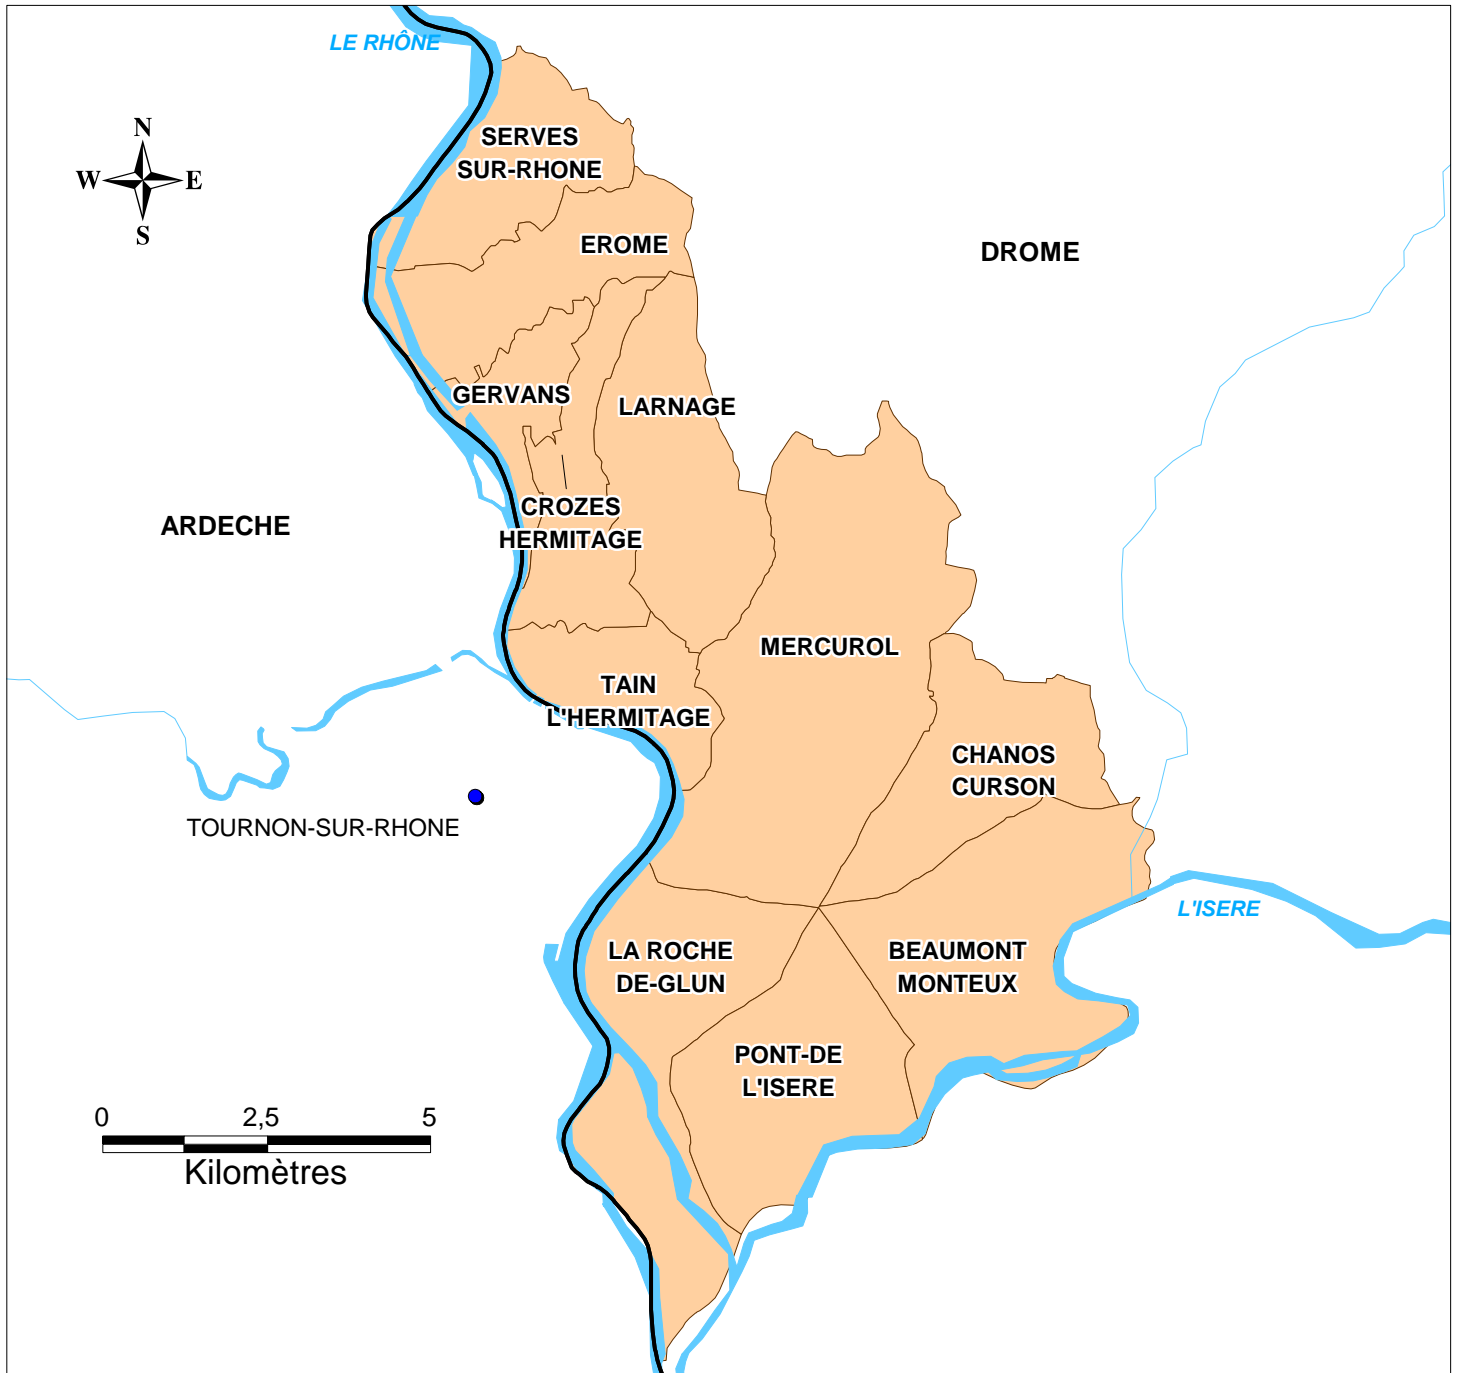 LE RHÔNE
N
W
E
S
SERVES
SUR-RHONE
EROME
DROME
GERVANS
LARNAGE
CROZES
HERMITAGE
ARDECHE
MERCUROL
TAIN
L'HERMITAGE
CHANOS
CURSON
TOURNON-SUR-RHONE
L'ISERE
LA ROCHE
DE-GLUN
BEAUMONT
MONTEUX
PONT-DE
L'ISERE
0 2,5 5
Kilomètres